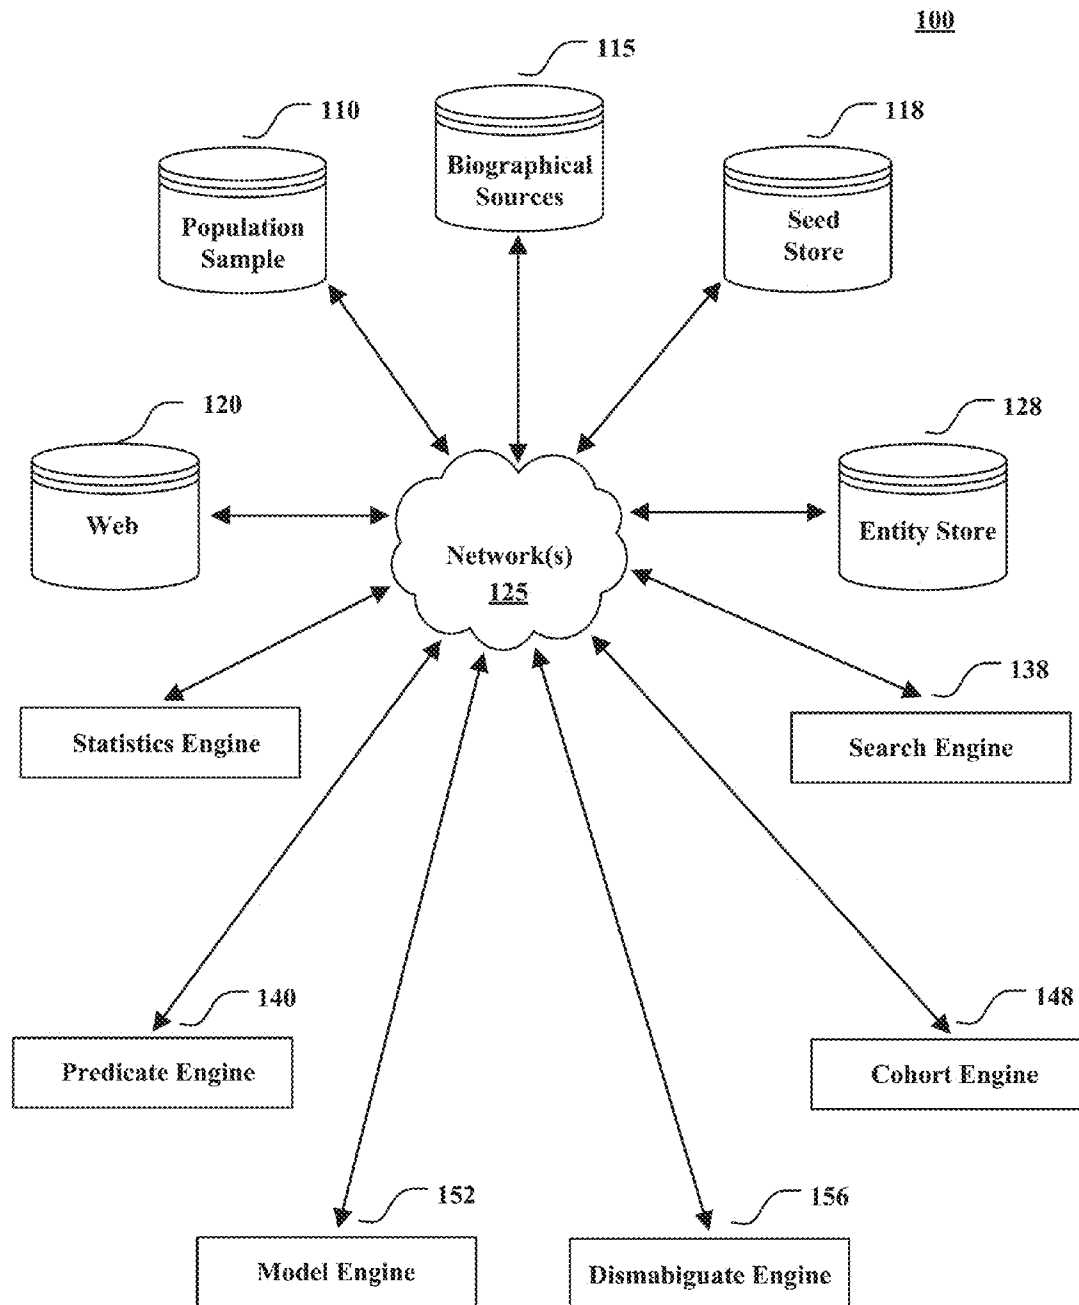 100
115
110
118
Biographical
Sources
Population
Sample
Seed
Store
120
128
Web
Entity Store
Network(s)
125
138
Statistics Engine
Search Engine
140
148
Predicate Engine
Cohort Engine
152
156
Model Engine
Dismabiguate Engine